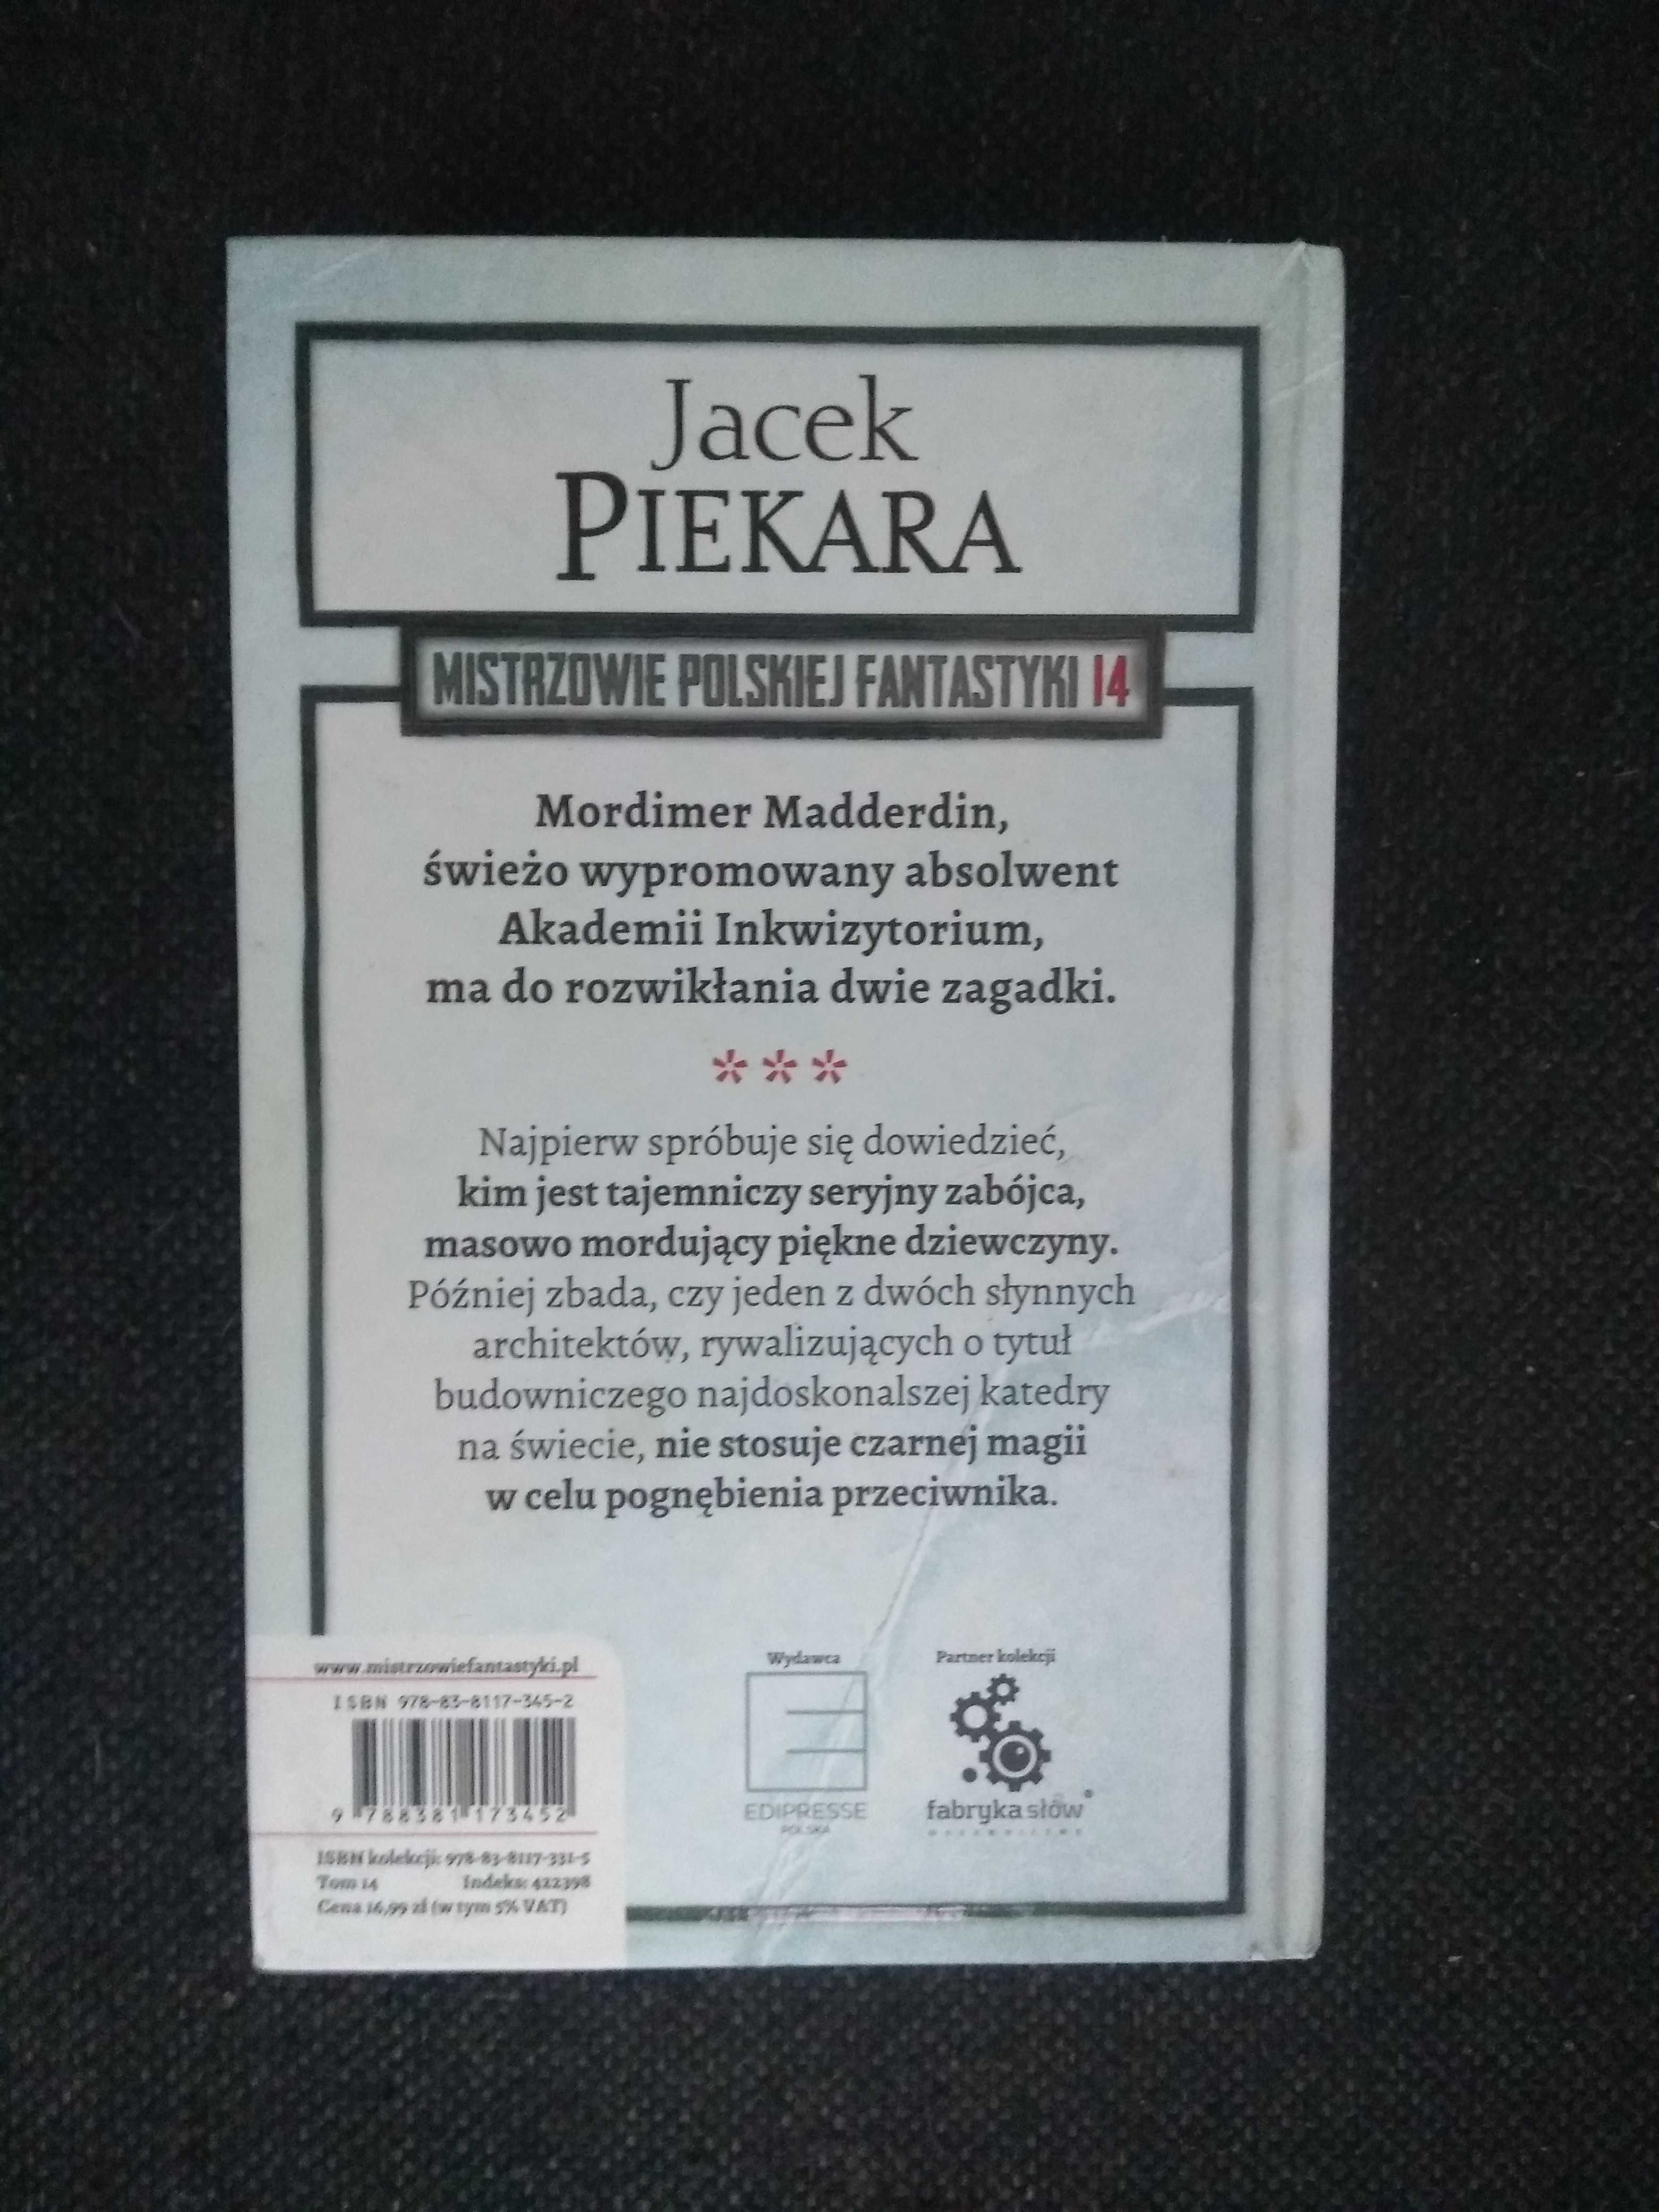 Jacek
PIEKARA
MISTRZOWIE POLSKIEJ FANTASTYKI 14
Mordimer Madderdin,
świeżo wypromowany absolwent
Akademii Inkwizytorium,
ma do rozwikłania dwie zagadki.
* * *
Najpierw spróbuje się dowiedzieć,
kim jest tajemniczy seryjny zabójca,
masowo mordujący piękne dziewczyny.
Później zbada, czy jeden z dwóch słynnych
architektów, rywalizujących o tytuł
budowniczego najdoskonalszej katedry
na świecie, nie stosuje czarnej magii
w celu pognębienia przeciwnika.
www.mistrzowiefantastyki.pl
ISBN 978-83-8117-345-2
9 788381 173452
ISBN kolekcji: 978-83-8117-331-5
Tom 14 Indeks: 422398
Cena 16,99 zł (w tym 5% VAT)
Wydawca
EDIPRESSE
POLSKA
Partner kolekcji
fabryka słów